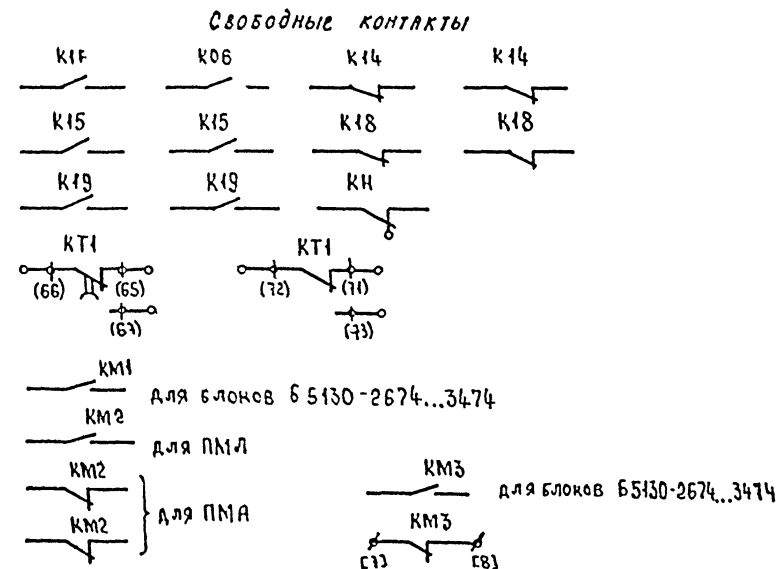 Свободные контакты
К1F К06 К14 К14
К15 К15 К18 К18
К19 К19 КН
КТ1 КТ1
(66) (65) (72) (71)
(67) (73)
КМ1
для блоков Б5130-2674...3474
КМ2
для ПМЛ
КМ2
КМ2
для ПМА
КМ3
для блоков Б5130-2674...3474
КМ3
[7] [8]